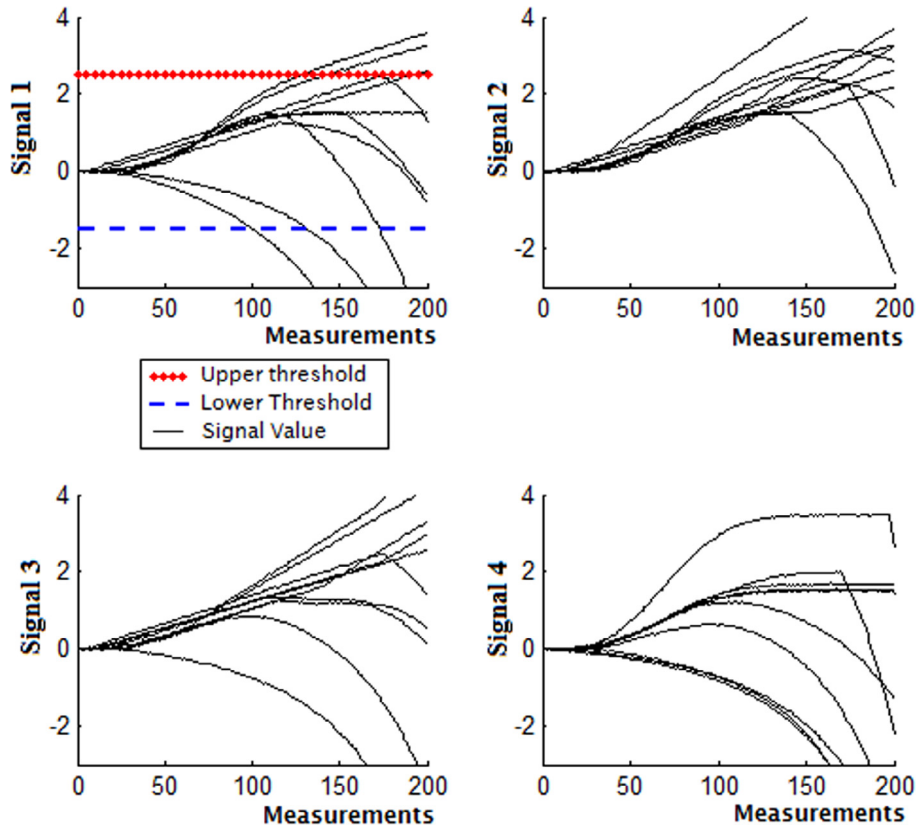 4
2
0
-2
Signal 1
0 50 100 150 200
Measurements
4
2
0
-2
Signal 2
0 50 100 150 200
Measurements
Upper threshold
Lower Threshold
Signal Value
4
2
0
-2
Signal 3
0 50 100 150 200
Measurements
4
2
0
-2
Signal 4
0 50 100 150 200
Measurements